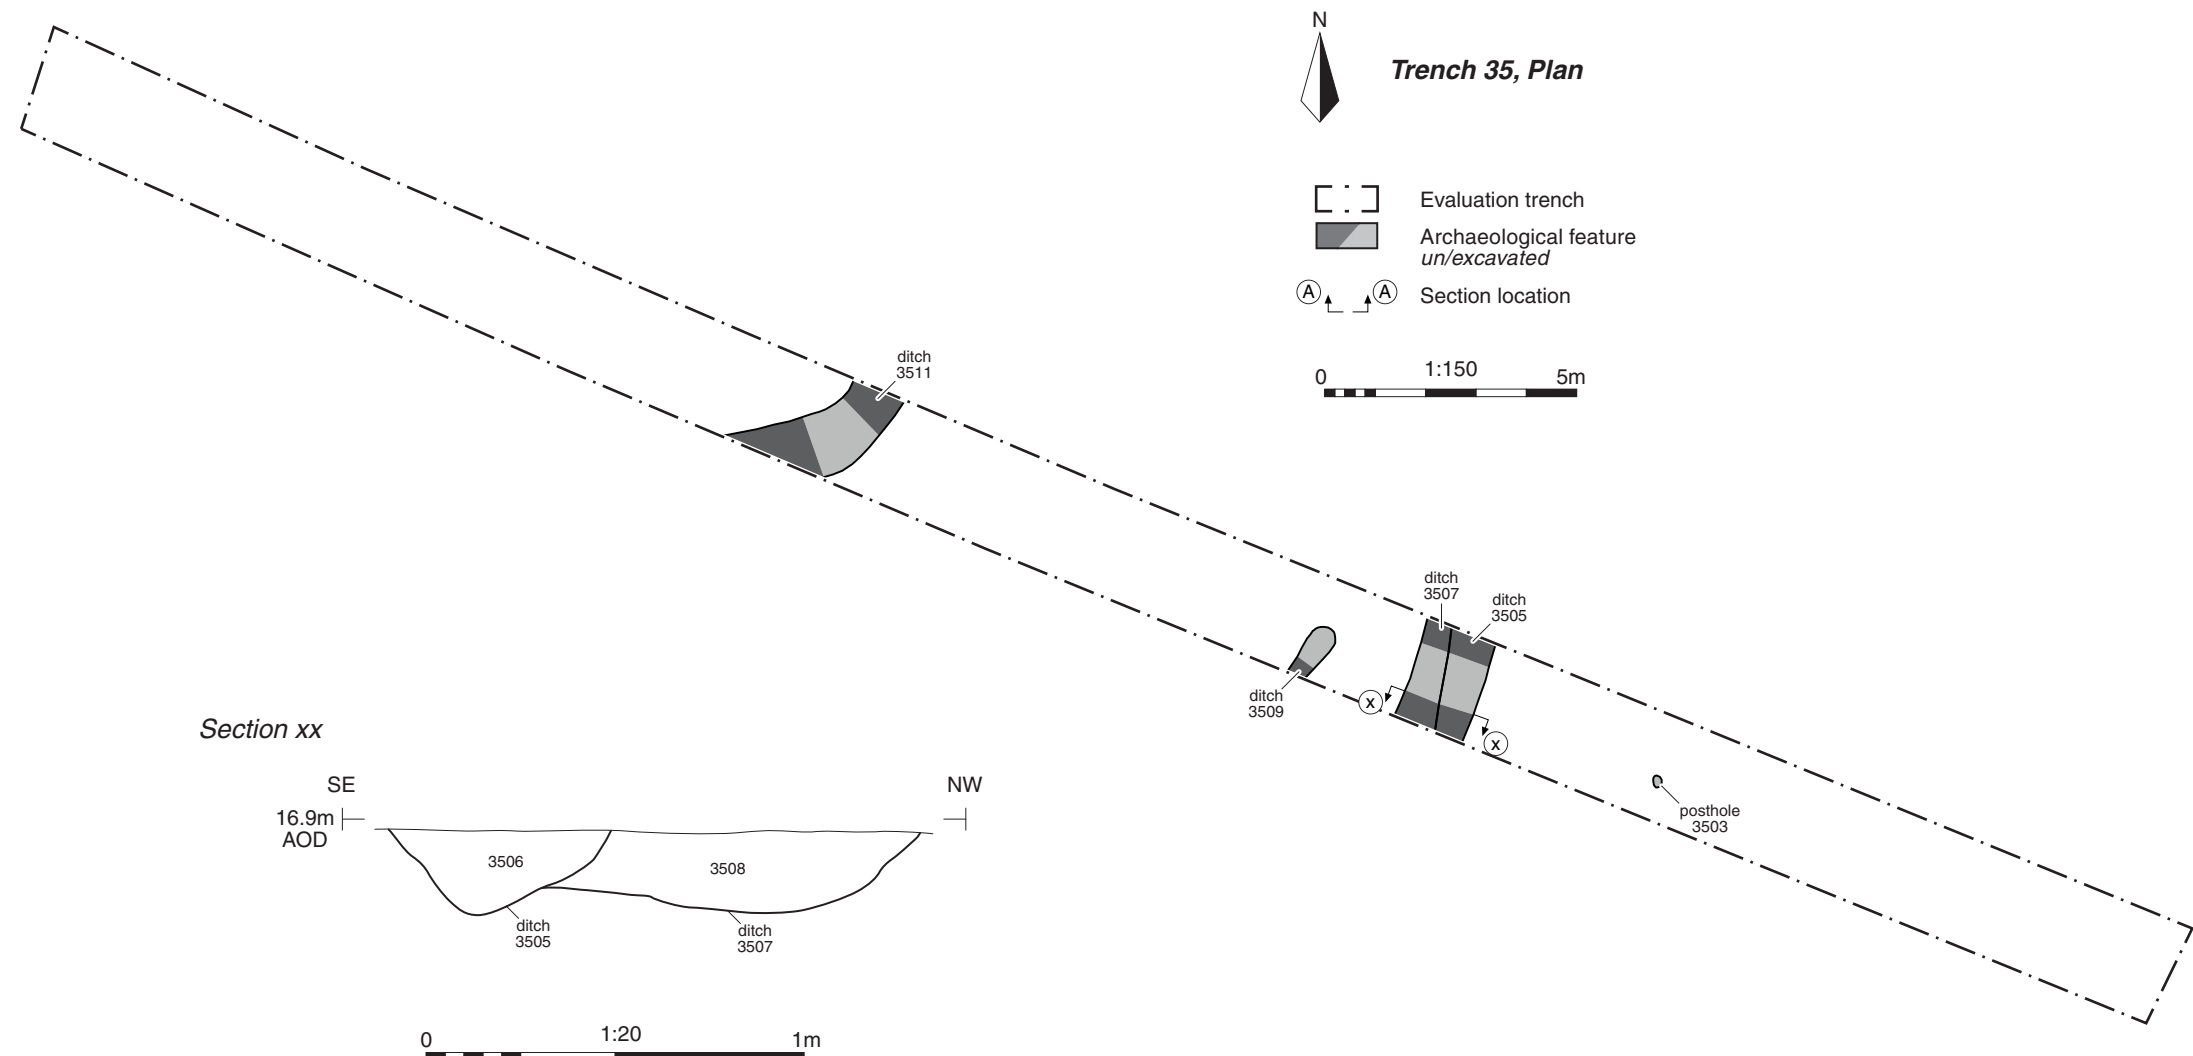 N
Trench 35, Plan
Evaluation trench
Archaeological feature
un/excavated
A A Section location
0 1:150 5m
ditch
3511
ditch
3507
ditch
3505
ditch
3509
x
x
posthole
3503
Section xx
SE NW
16.9m
AOD
3506
3508
ditch
3505
ditch
3507
0 1:20 1m